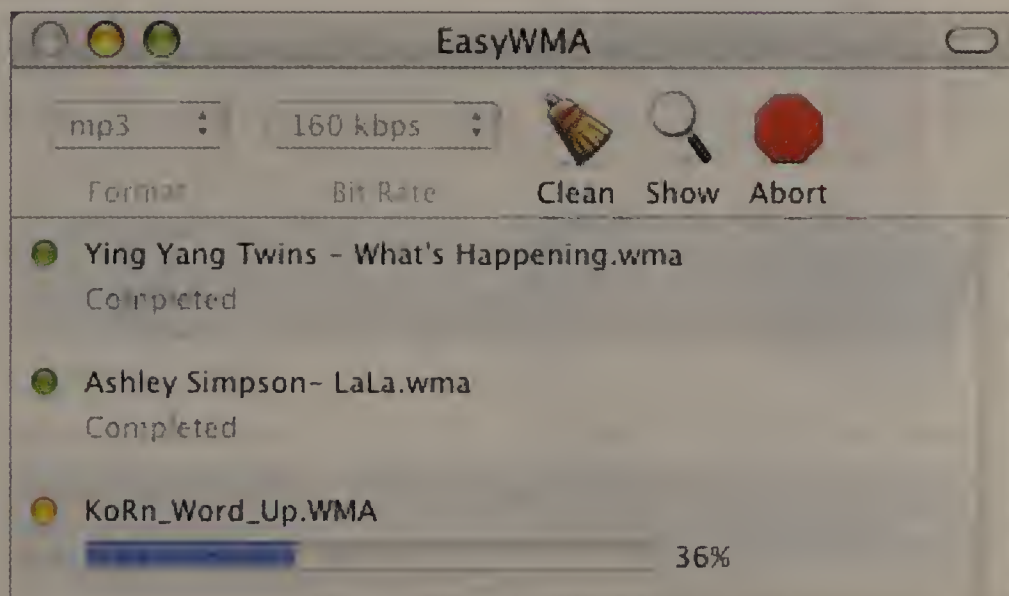 EasyWMA
mp3 160 kbps
Format Bit Rate Clean Show Abort
Ying Yang Twins - What's Happening.wma
Completed
Ashley Simpson~ LaLa.wma
Completed
KoRn_Word_Up.WMA
36%